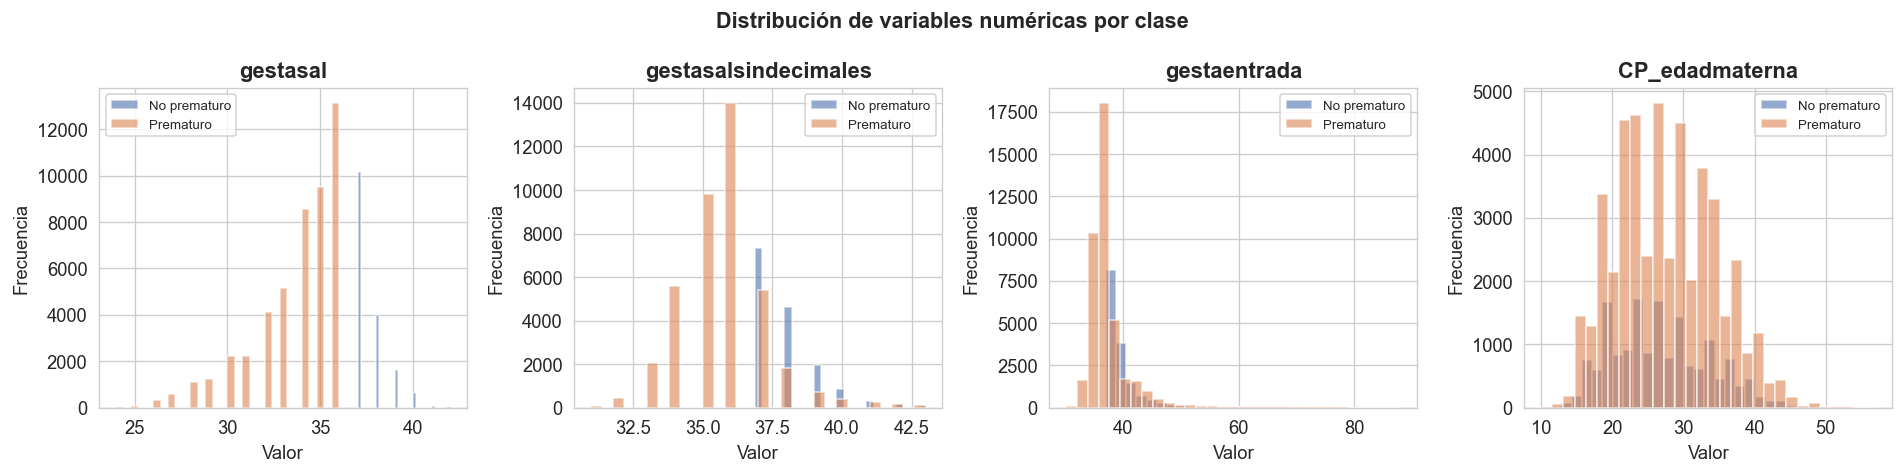 Distribución de variables numéricas por clase
gestasal
No prematuro
Prematuro
12000
10000
8000
6000
4000
2000
0
Frecuencia
25 30 35 40
Valor
gestasalsindecimales
No prematuro
Prematuro
14000
12000
10000
8000
6000
4000
2000
0
Frecuencia
32.5 35.0 37.5 40.0 42.5
Valor
gestaentrada
No prematuro
Prematuro
17500
15000
12500
10000
7500
5000
2500
0
Frecuencia
40 60 80
Valor
CP_edadmaterna
No prematuro
Prematuro
5000
4000
3000
2000
1000
0
Frecuencia
10 20 30 40 50
Valor